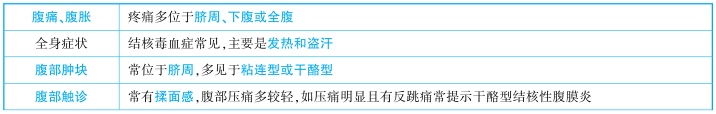 腹痛、腹胀 疼痛多位于脐周、下腹或全腹
全身症状 结核毒血症常见,主要是发热和盗汗
腹部肿块 常位于脐周,多见于粘连型或干酪型
腹部触诊 常有揉面感,腹部压痛多较轻,如压痛明显且有反跳痛常提示干酪型结核性腹膜炎